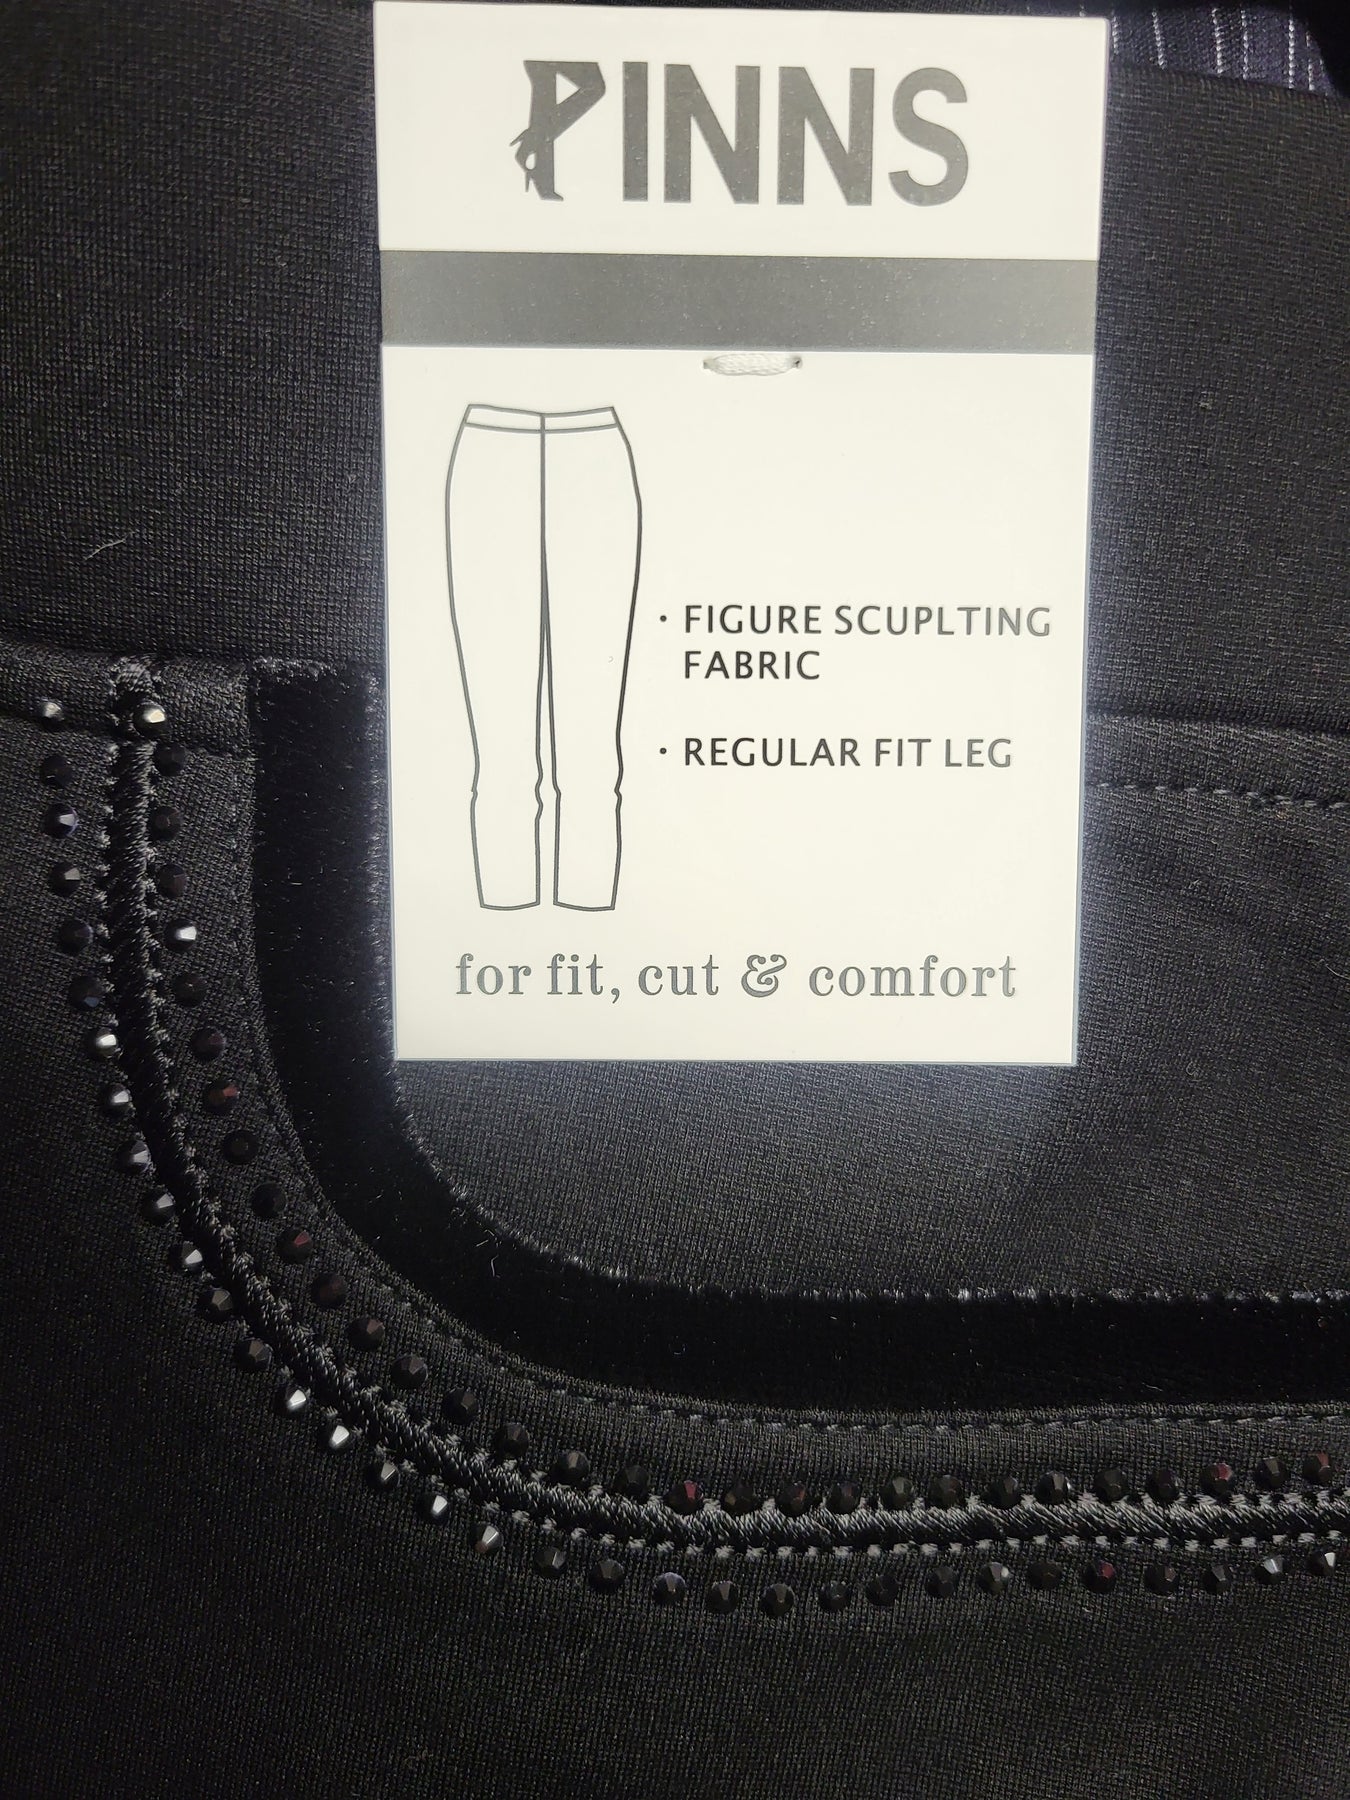 PINNS
· FIGURE SCUPLTING
FABRIC
· REGULAR FIT LEG
for fit, cut & comfort